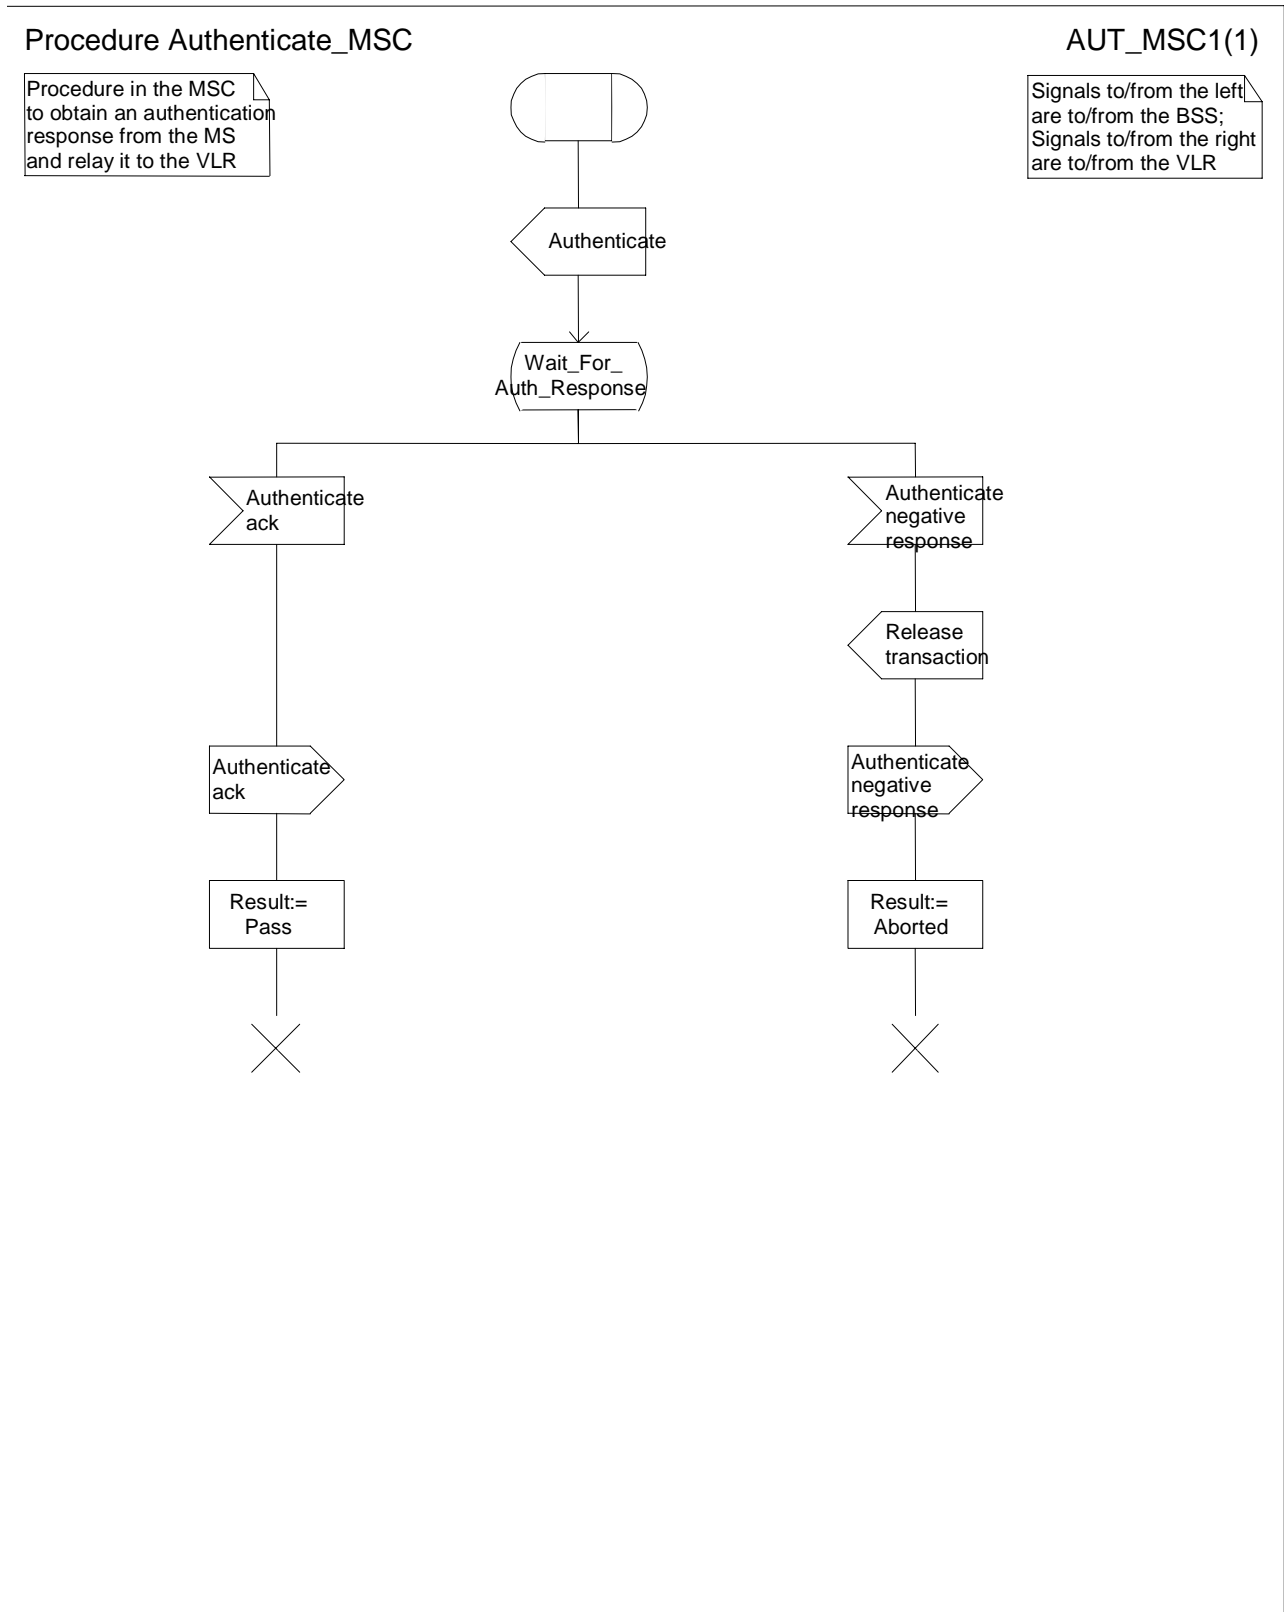 Procedure Authenticate_MSC
AUT_MSC1(1)
Procedure in the MSC
to obtain an authentication
response from the MS
and relay it to the VLR
Signals to/from the left
are to/from the BSS;
Signals to/from the right
are to/from the VLR
Authenticate
Wait_For_
Auth_Response
Authenticate
ack
Authenticate
negative
response
Release
transaction
Authenticate
ack
Authenticate
negative
response
Result:=
Pass
Result:=
Aborted